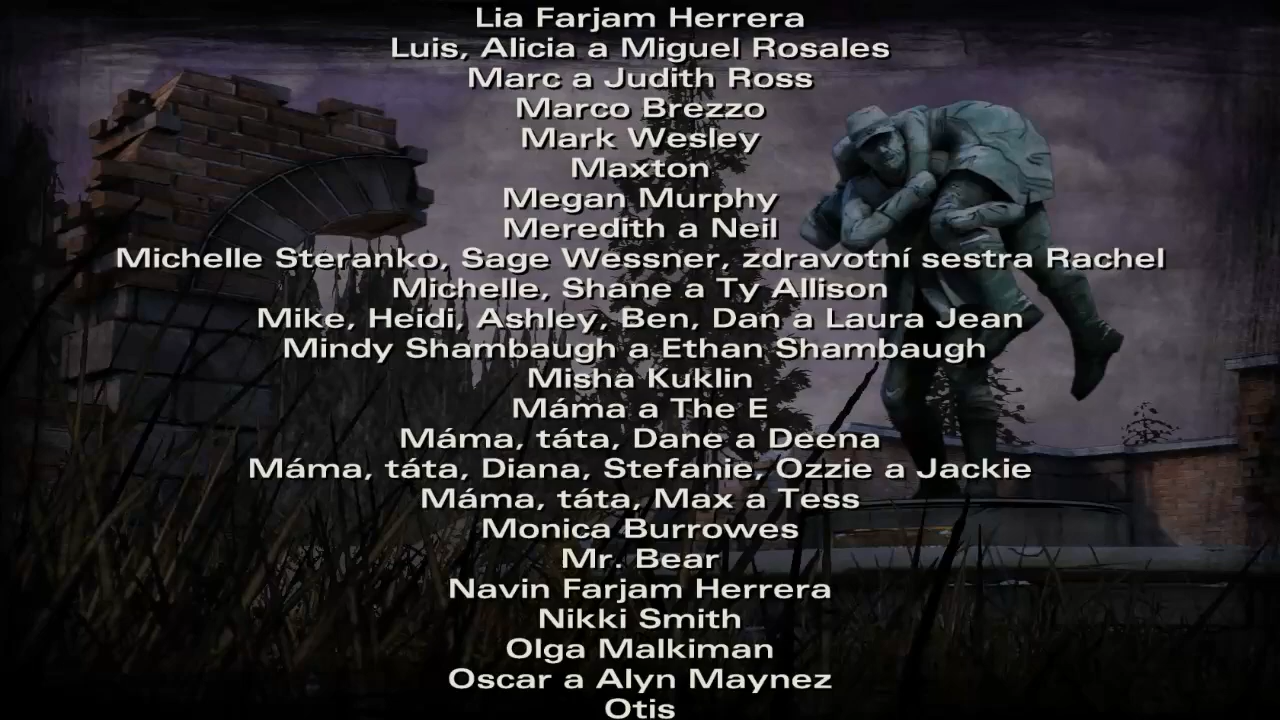 Lia Farjam Herrera
Luis, Alicia a Miguel Rosales
Marc a Judith Ross
Marco Brezzo
Mark Wesley
Maxton
Megan Murphy
Meredith a Neil
Michelle Steranko, Sage Wessner, zdravotní sestra Rachel
Michelle, Shane a Ty Allison
Mike, Heidi, Ashley, Ben, Dan a Laura Jean
Mindy Shambaugh a Ethan Shambaugh
Misha Kuklin
Máma a The E
Máma, táta, Dane a Deena
Máma, táta, Diana, Stefanie, Ozzie a Jackie
Máma, táta, Max a Tess
Monica Burrowes
Mr. Bear
Navin Farjam Herrera
Nikki Smith
Olga Malkiman
Oscar a Alyn Maynez
Otis